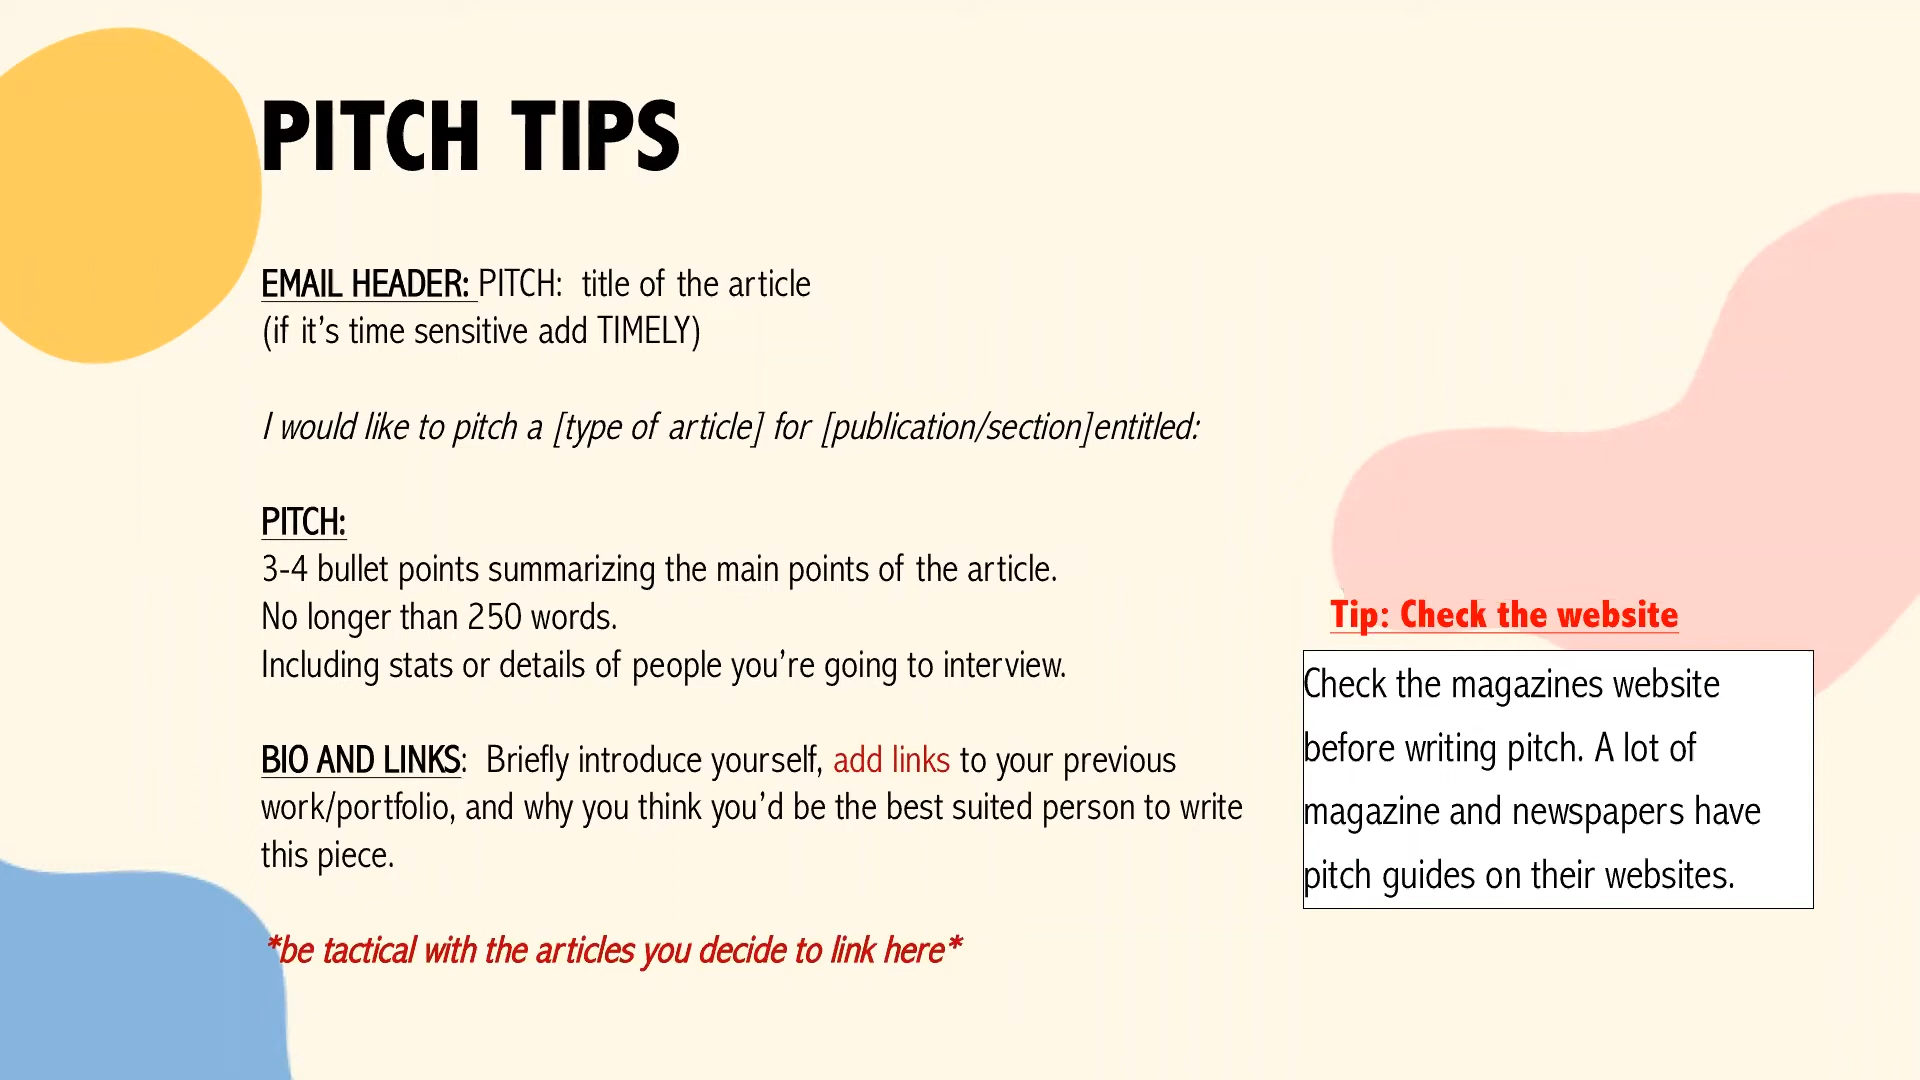 PITCH TIPS
EMAIL HEADER: PITCH:  title of the article
(if it’s time sensitive add TIMELY)
I would like to pitch a [type of article] for [publication/section]entitled:
PITCH:
3-4 bullet points summarizing the main points of the article.
No longer than 250 words.
Including stats or details of people you’re going to interview.
BIO AND LINKS:  Briefly introduce yourself, add links to your previous
work/portfolio, and why you think you’d be the best suited person to write
this piece.
*be tactical with the articles you decide to link here*
Tip: Check the website
Check the magazines website
before writing pitch. A lot of
magazine and newspapers have
pitch guides on their websites.